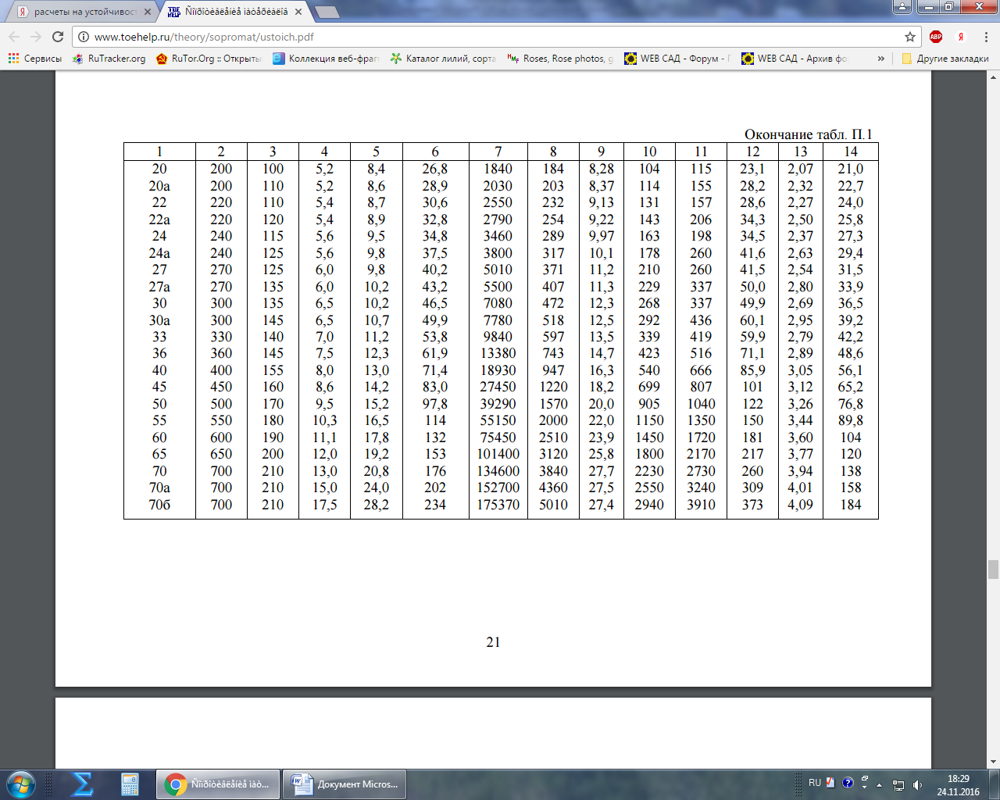 расчеты на устойчивост
Ñîïðîòèâëåíèå ìàòåðèàëîâ
www.toehelp.ru/theory/sopromat/ustoich.pdf
Сервисы RuTracker.org RuTor.Org :: Открыты Коллекция веб-фраг Каталог лилий, сорта Roses, Rose photos, g WEB САД - Форум - Г WEB САД - Архив фо » Другие закладки
Окончание табл. П.1
1 2 3 4 5 6 7 8 9 10 11 12 13 14
20 200 100 5,2 8,4 26,8 1840 184 8,28 104 115 23,1 2,07 21,0
20а 200 110 5,2 8,6 28,9 2030 203 8,37 114 155 28,2 2,32 22,7
22 220 110 5,4 8,7 30,6 2550 232 9,13 131 157 28,6 2,27 24,0
22а 220 120 5,4 8,9 32,8 2790 254 9,22 143 206 34,3 2,50 25,8
24 240 115 5,6 9,5 34,8 3460 289 9,97 163 198 34,5 2,37 27,3
24а 240 125 5,6 9,8 37,5 3800 317 10,1 178 260 41,6 2,63 29,4
27 270 125 6,0 9,8 40,2 5010 371 11,2 210 260 41,5 2,54 31,5
27а 270 135 6,0 10,2 43,2 5500 407 11,3 229 337 50,0 2,80 33,9
30 300 135 6,5 10,2 46,5 7080 472 12,3 268 337 49,9 2,69 36,5
30а 300 145 6,5 10,7 49,9 7780 518 12,5 292 436 60,1 2,95 39,2
33 330 140 7,0 11,2 53,8 9840 597 13,5 339 419 59,9 2,79 42,2
36 360 145 7,5 12,3 61,9 13380 743 14,7 423 516 71,1 2,89 48,6
40 400 155 8,0 13,0 71,4 18930 947 16,3 540 666 85,9 3,05 56,1
45 450 160 8,6 14,2 83,0 27450 1220 18,2 699 807 101 3,12 65,2
50 500 170 9,5 15,2 97,8 39290 1570 20,0 905 1040 122 3,26 76,8
55 550 180 10,3 16,5 114 55150 2000 22,0 1150 1350 150 3,44 89,8
60 600 190 11,1 17,8 132 75450 2510 23,9 1450 1720 181 3,60 104
65 650 200 12,0 19,2 153 101400 3120 25,8 1800 2170 217 3,77 120
70 700 210 13,0 20,8 176 134600 3840 27,7 2230 2730 260 3,94 138
70а 700 210 15,0 24,0 202 152700 4360 27,5 2550 3240 309 4,01 158
70б 700 210 17,5 28,2 234 175370 5010 27,4 2940 3910 373 4,09 184
21
Ñîïðîòèâëåíèå ìàòî... Документ Micros... RU 18:29
24.11.2016